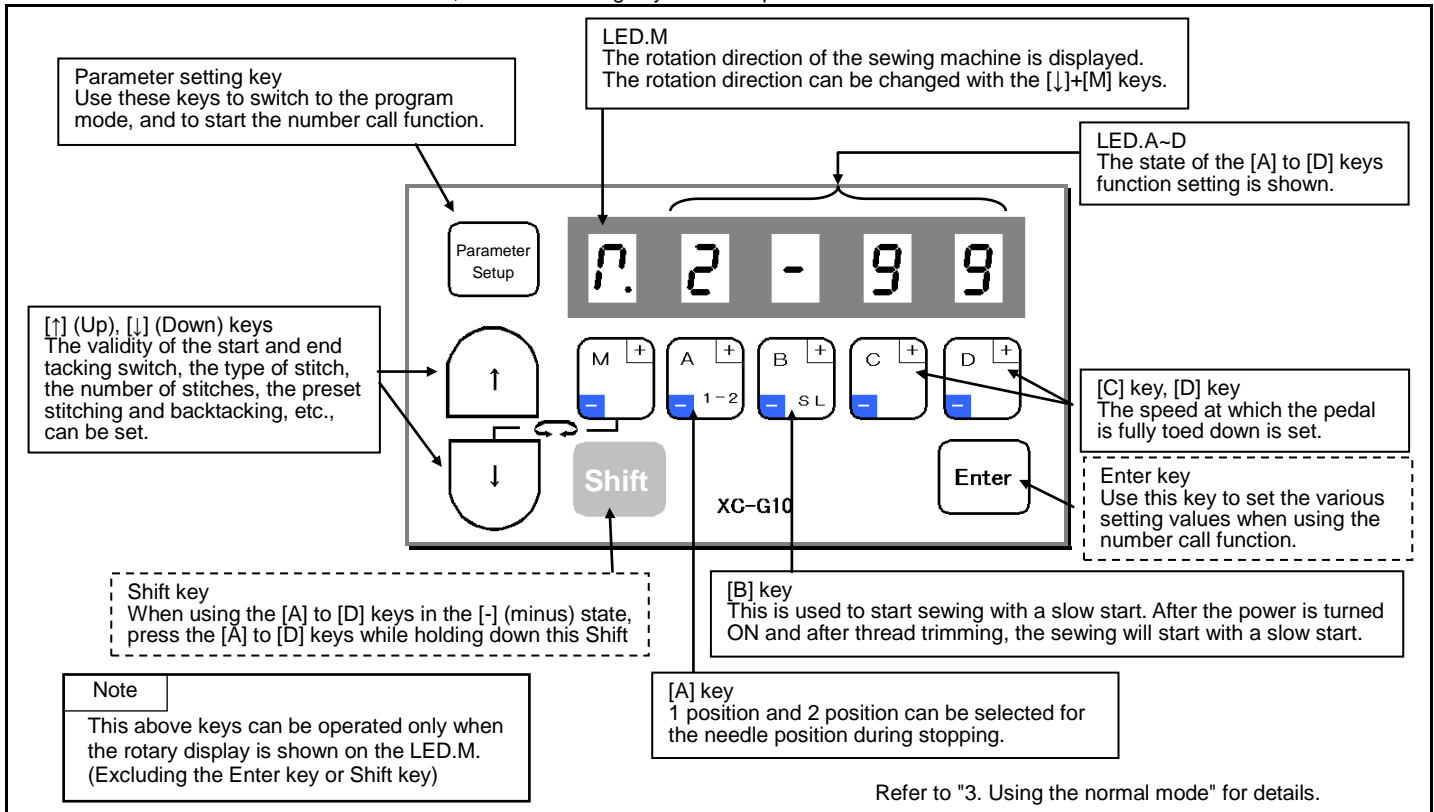 LED.M
The rotation direction of the sewing machine is displayed.
The rotation direction can be changed with the [↓]+[M] keys.
Parameter setting key
Use these keys to switch to the program
mode, and to start the number call function.
LED.A~D
The state of the [A] to [D] keys
function setting is shown.
Parameter
Setup
2 - 9 9
[↑] (Up), [↓] (Down) keys
The validity of the start and end
tacking switch, the type of stitch,
the number of stitches, the preset
stitching and backtacking, etc.,
can be set.
↑
↓
M + -
A + - 1-2
B + - SL
C + -
D + -
Shift
XC-G10
Enter
[C] key, [D] key
The speed at which the pedal
is fully toed down is set.
Enter key
Use this key to set the various
setting values when using the
number call function.
Shift key
When using the [A] to [D] keys in the [-] (minus) state,
press the [A] to [D] keys while holding down this Shift
[B] key
This is used to start sewing with a slow start. After the power is turned
ON and after thread trimming, the sewing will start with a slow start.
[A] key
1 position and 2 position can be selected for
the needle position during stopping.
Note
This above keys can be operated only when
the rotary display is shown on the LED.M.
(Excluding the Enter key or Shift key)
Refer to "3. Using the normal mode" for details.